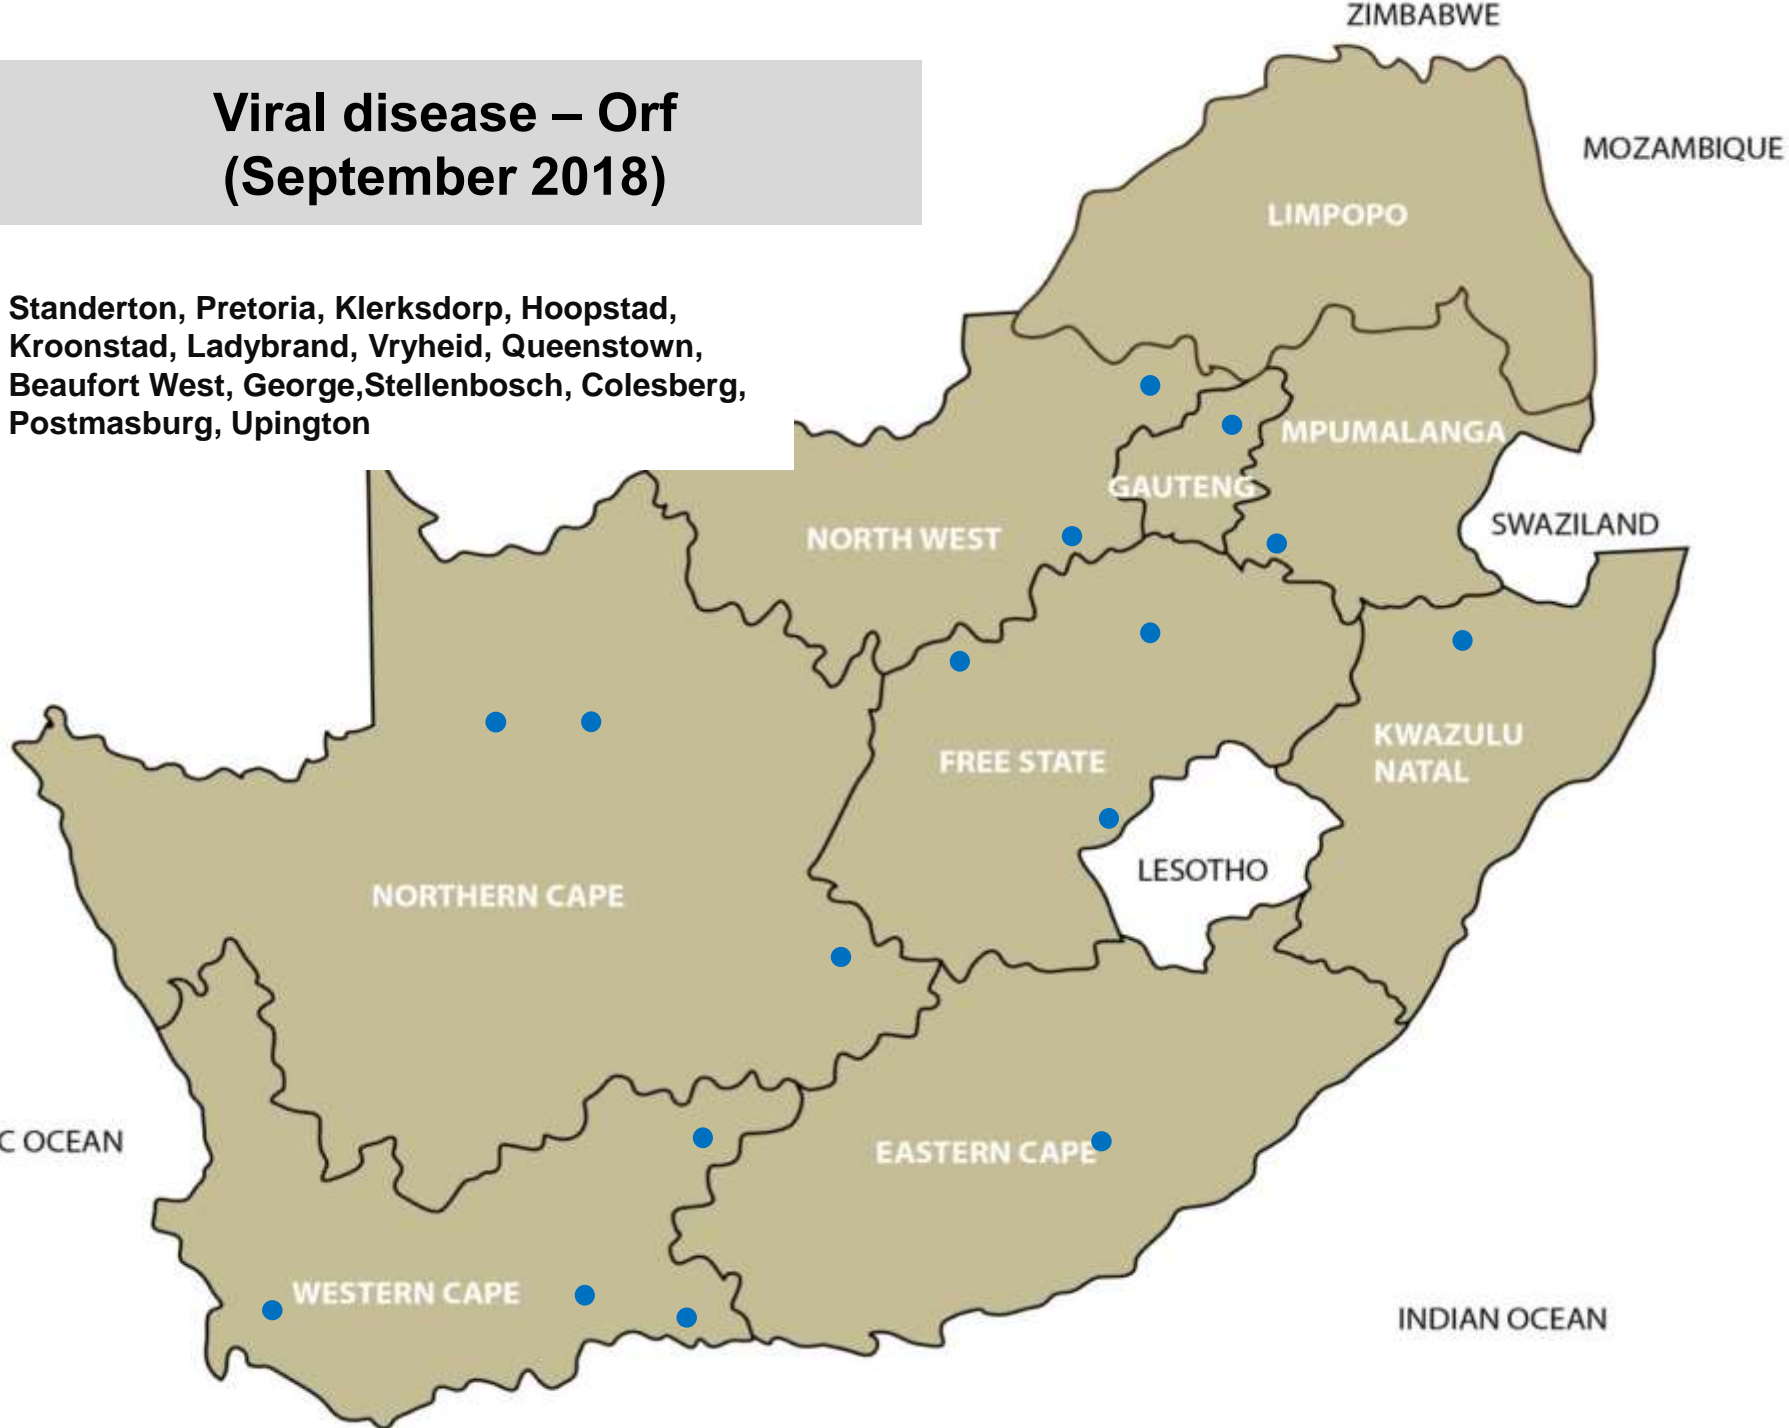 ZIMBABWE
Viral disease – Orf
(September 2018)
MOZAMBIQUE
LIMPOPO
Standerton, Pretoria, Klerksdorp, Hoopstad,
Kroonstad, Ladybrand, Vryheid, Queenstown,
Beaufort West, George,Stellenbosch, Colesberg,
Postmasburg, Upington
MPUMALANGA
GAUTENG
SWAZILAND
NORTH WEST
KWAZULU
NATAL
FREE STATE
LESOTHO
NORTHERN CAPE
C OCEAN
EASTERN CAPE
WESTERN CAPE
INDIAN OCEAN